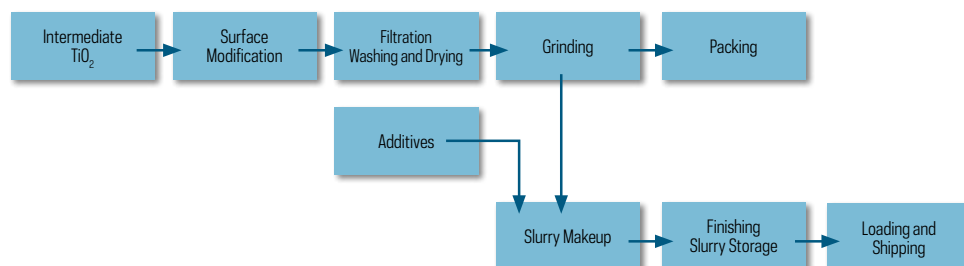 Intermediate
TiO₂
Surface
Modification
Filtration
Washing and Drying
Grinding
Packing
Additives
Slurry Makeup
Finishing
Slurry Storage
Loading and
Shipping